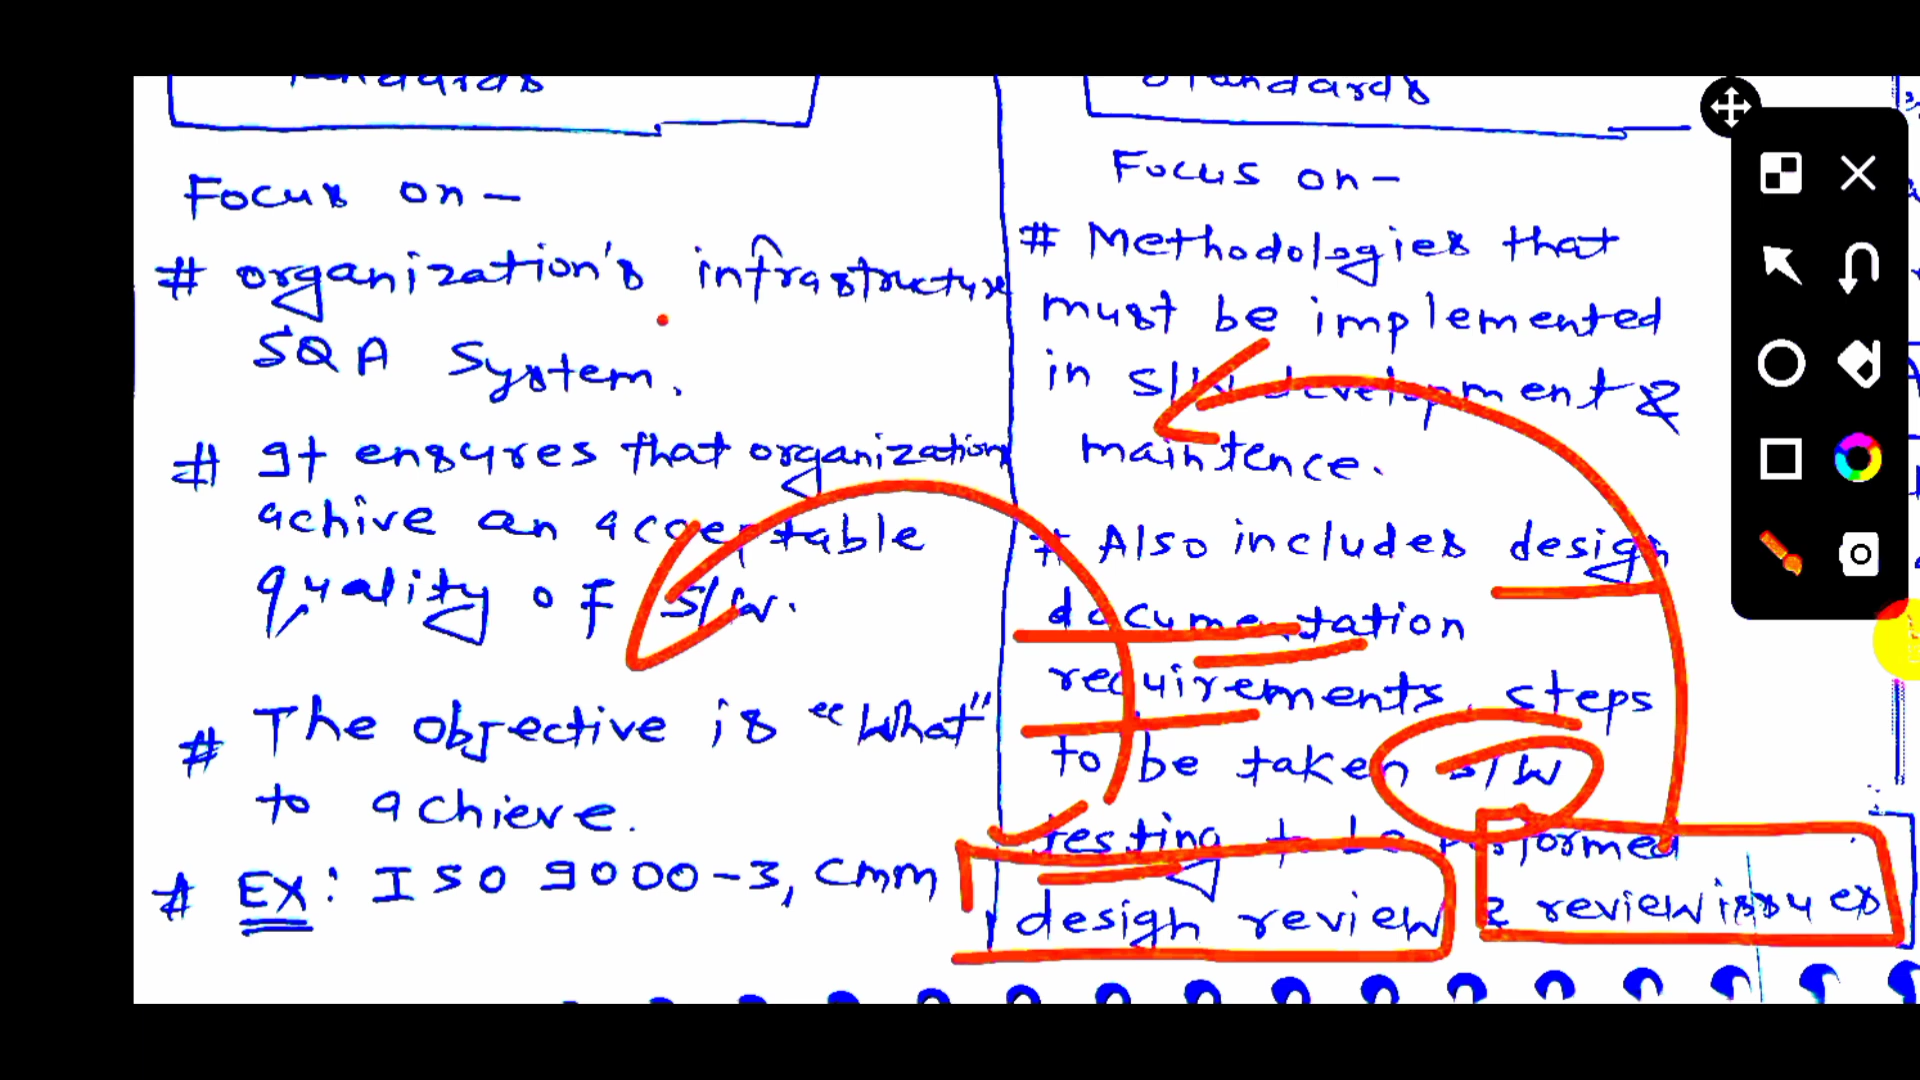 Standards
Focus on -
# organization's infrastructure
SQA System.
# It ensures that organization
achive an acceptable
quality of S/W.
# The objective is "What"
to achieve.
# EX: ISO 9000-3, CMM
Standards
Focus on -
# Methodologies that
must be implemented
in S/W development &
maintence.
# Also includes design
documentation
requirements, steps
to be taken S/W
testing to be performed
design review & review issues